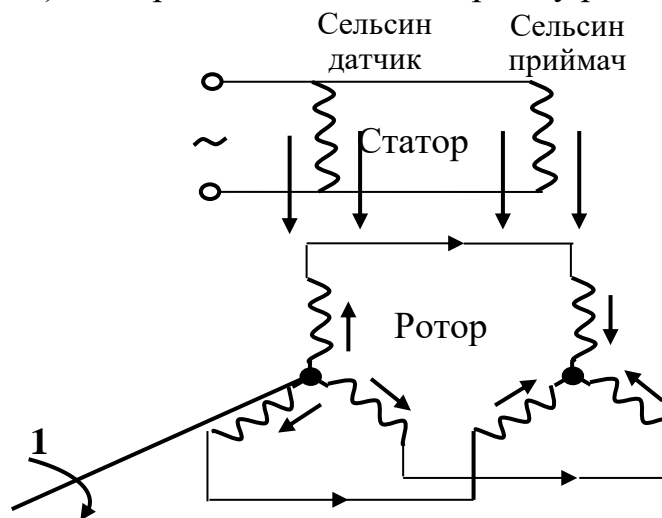 Сельсин
датчик
Сельсин
приймач
~
Статор
Ротор
1